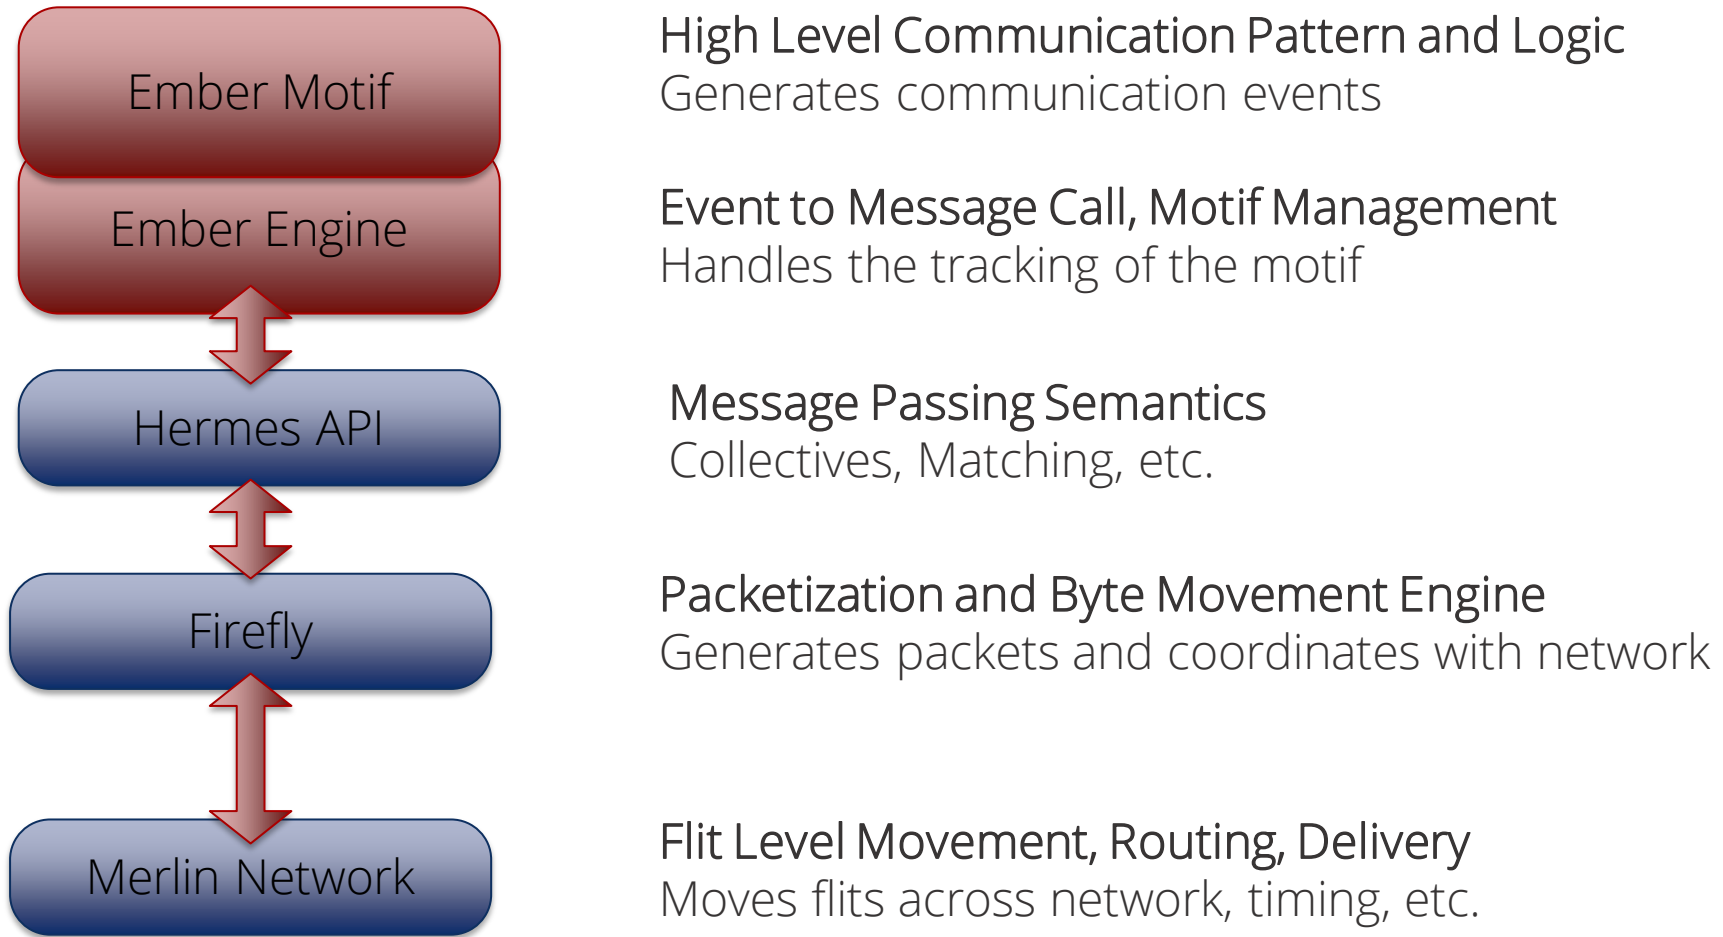 Ember Motif
High Level Communication Pattern and Logic
Generates communication events
Ember Engine
Event to Message Call, Motif Management
Handles the tracking of the motif
Hermes API
Message Passing Semantics
Collectives, Matching, etc.
Firefly
Packetization and Byte Movement Engine
Generates packets and coordinates with network
Merlin Network
Flit Level Movement, Routing, Delivery
Moves flits across network, timing, etc.